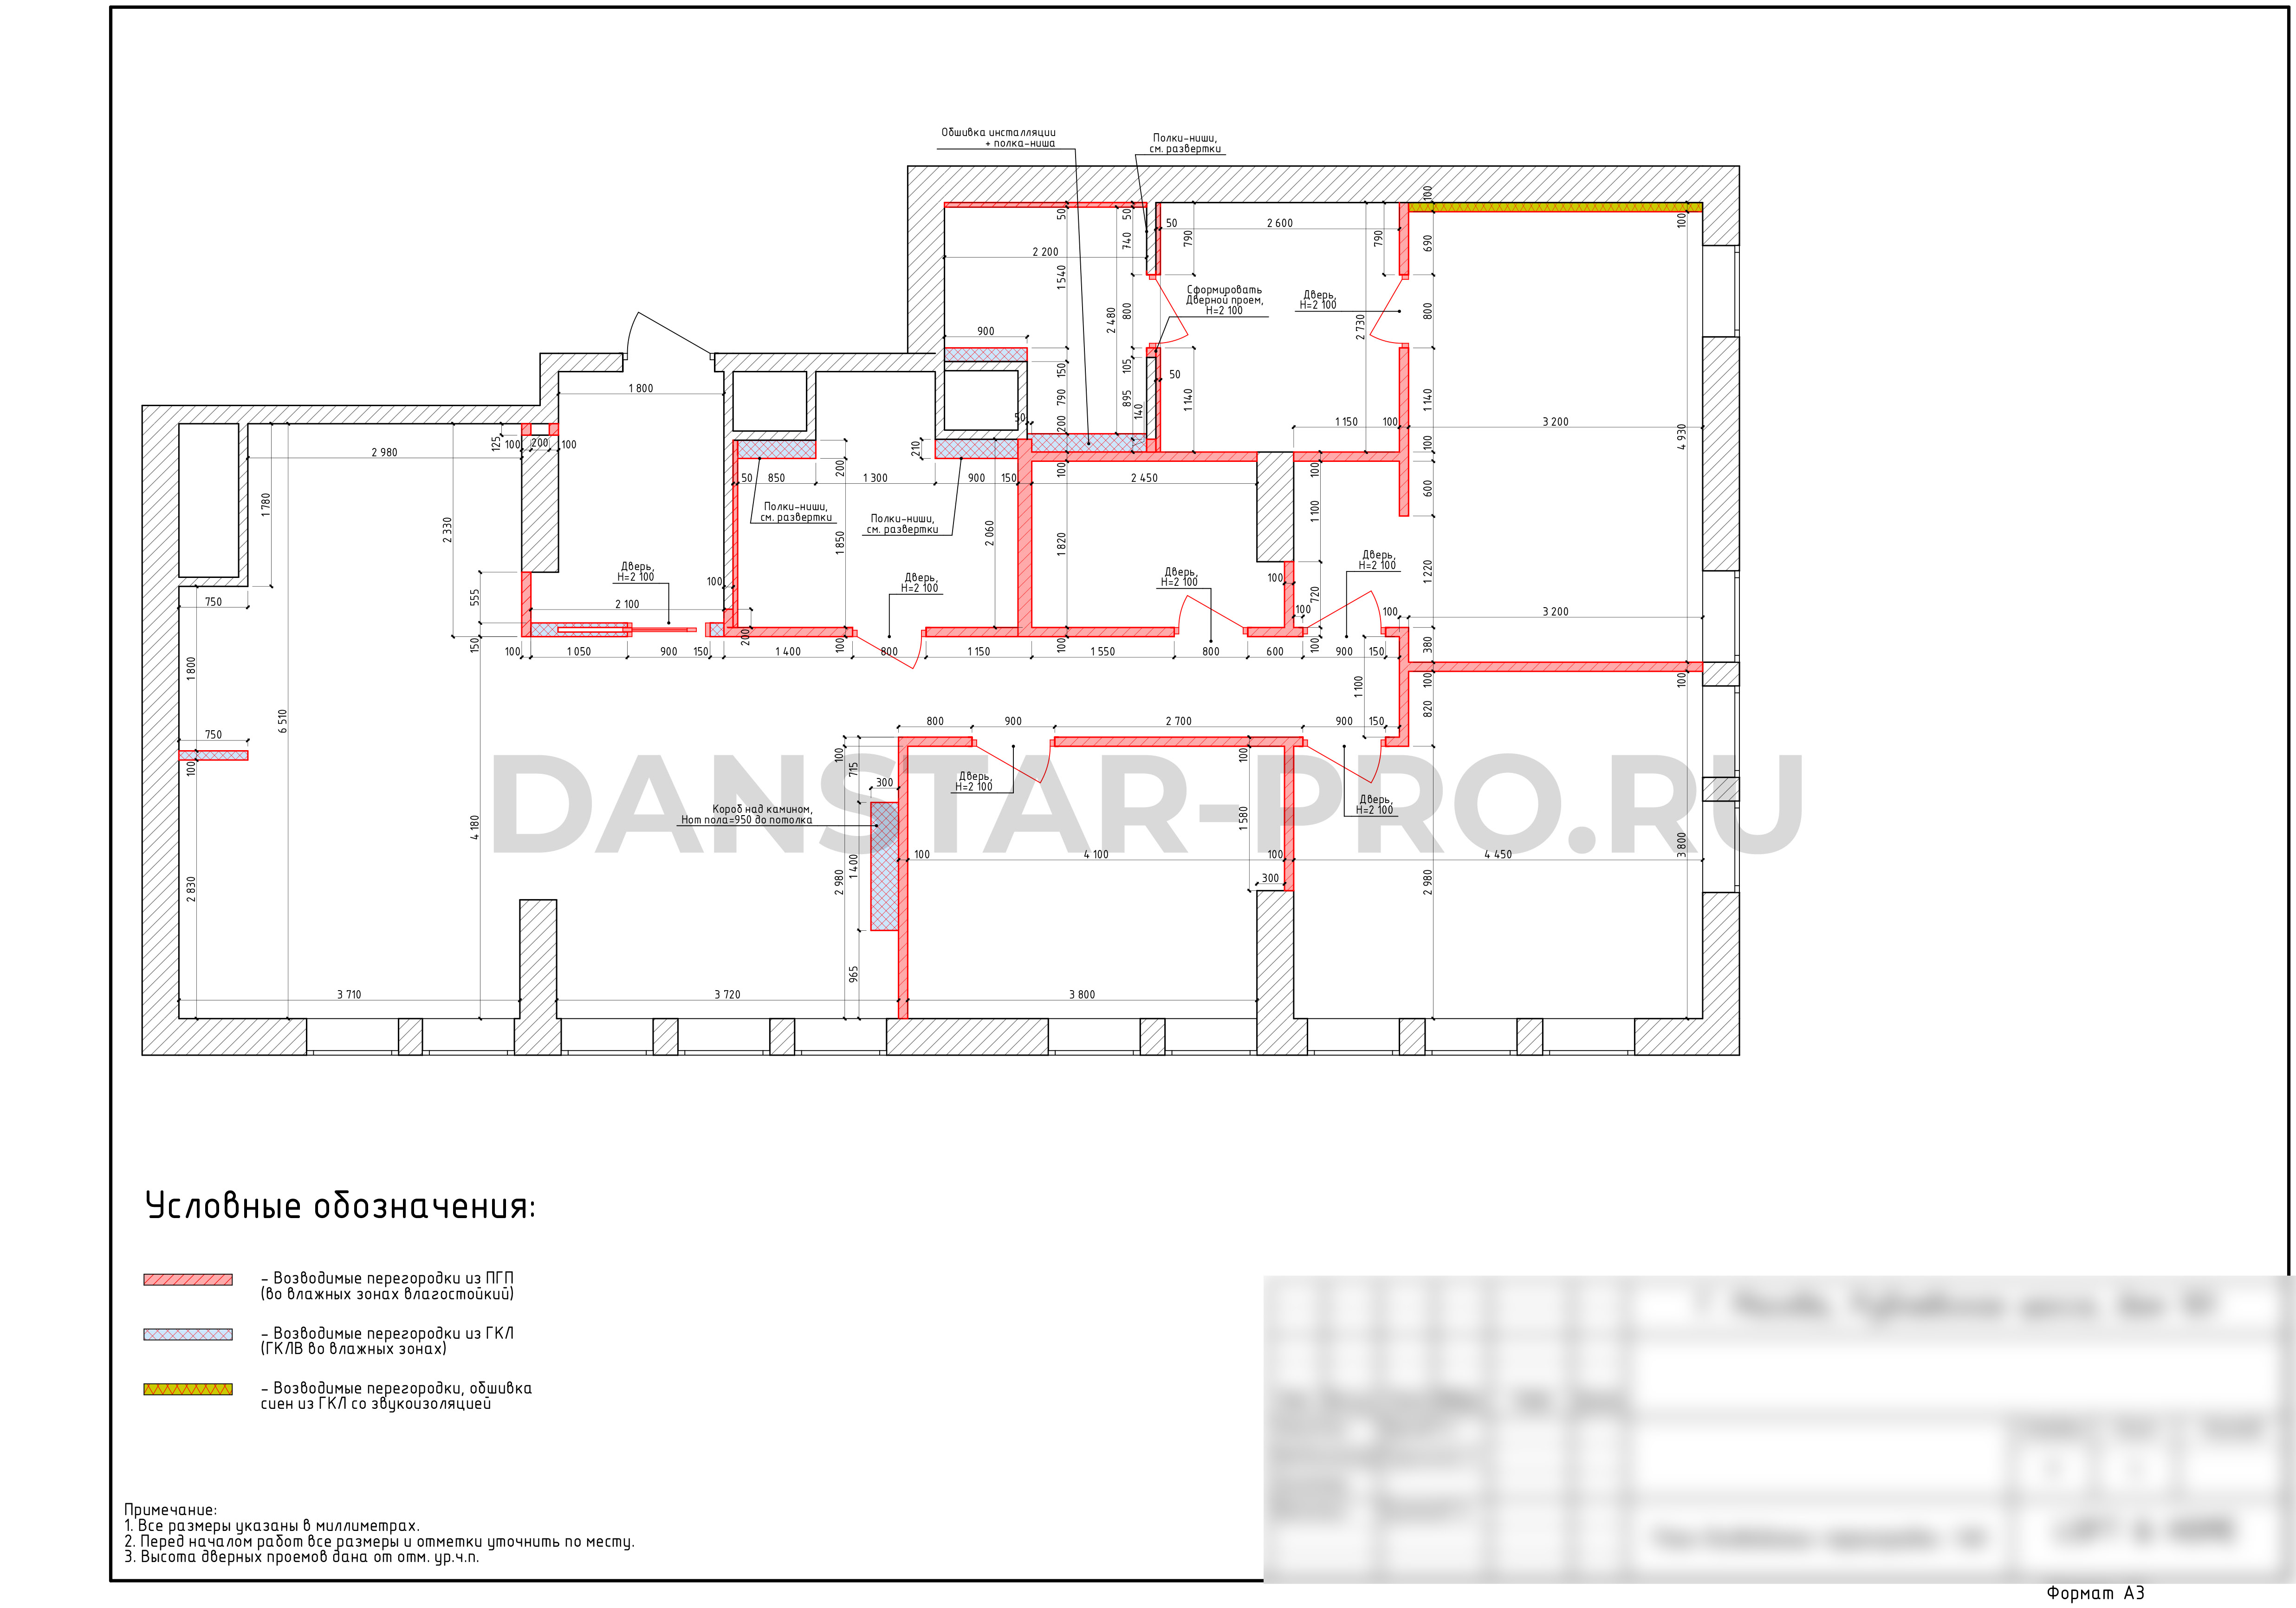 Обшивка инсталляции
+ полка-ниша
Полки-ниши,
см. развертки
100
50
50
740
50
2 600
790
790
690
100
2 200
1 540
2 480
800
Сформировать
Дверной проем,
Н=2 100
Дверь,
Н=2 100
800
2 730
900
150
105
50
790
895
1 140
1 140
1 800
50
200
140
1 150
100
100
3 200
4 930
125
100
200
100
2 980
210
200
100
100
50
850
1 300
900
150
2 450
600
1 780
2 330
Полки-ниши,
см. развертки
Полки-ниши,
см. развертки
1 100
2 060
1 850
1 820
Дверь,
Н=2 100
Дверь,
Н=2 100
Дверь,
Н=2 100
Дверь,
Н=2 100
100
100
1 220
750
555
2 100
720
100
100
3 200
150
200
100
100
100
380
100
1 050
900
150
1 400
800
1 150
1 550
800
600
900
150
1 800
6 510
1 100
100
100
820
750
800
900
2 700
900
150
100
100
715
100
300
Дверь,
Н=2 100
Дверь,
Н=2 100
DANSTAR-PRO.RU
Короб над камином,
Hот пола=950 до потолка
4 180
1 580
3 800
1 400
100
4 100
100
4 450
2 830
2 980
300
2 980
965
3 710
3 720
3 800
Условные обозначения:
- Возводимые перегородки из ПГП
(во влажных зонах влагостойкий)
- Возводимые перегородки из ГКЛ
(ГКЛВ во влажных зонах)
- Возводимые перегородки, обшивка
сиен из ГКЛ со звукоизоляцией
Примечание:
1. Все размеры указаны в миллиметрах.
2. Перед началом работ все размеры и отметки уточнить по месту.
3. Высота дверных проемов дана от отм. ур.ч.п.
Формат А3